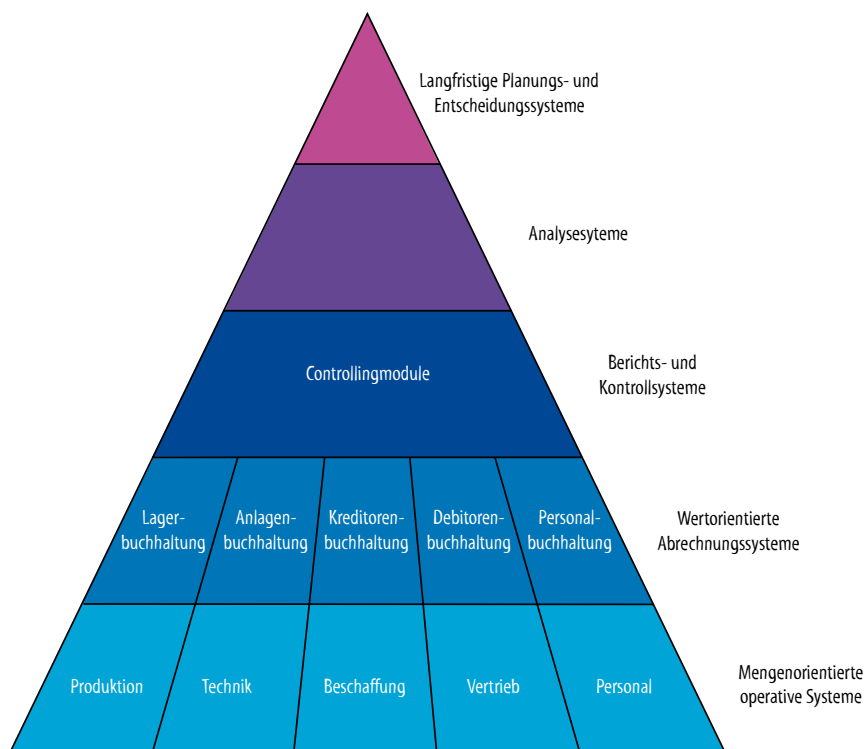 Langfristige Planungs- und
Entscheidungssysteme
Analysesyteme
Controllingmodule
Berichts- und
Kontrollsysteme
Lager-
buchhaltung
Anlagen-
buchhaltung
Kreditoren-
buchhaltung
Debitoren-
buchhaltung
Personal-
buchhaltung
Wertorientierte
Abrechnungssysteme
Produktion
Technik
Beschaffung
Vertrieb
Personal
Mengenorientierte
operative Systeme